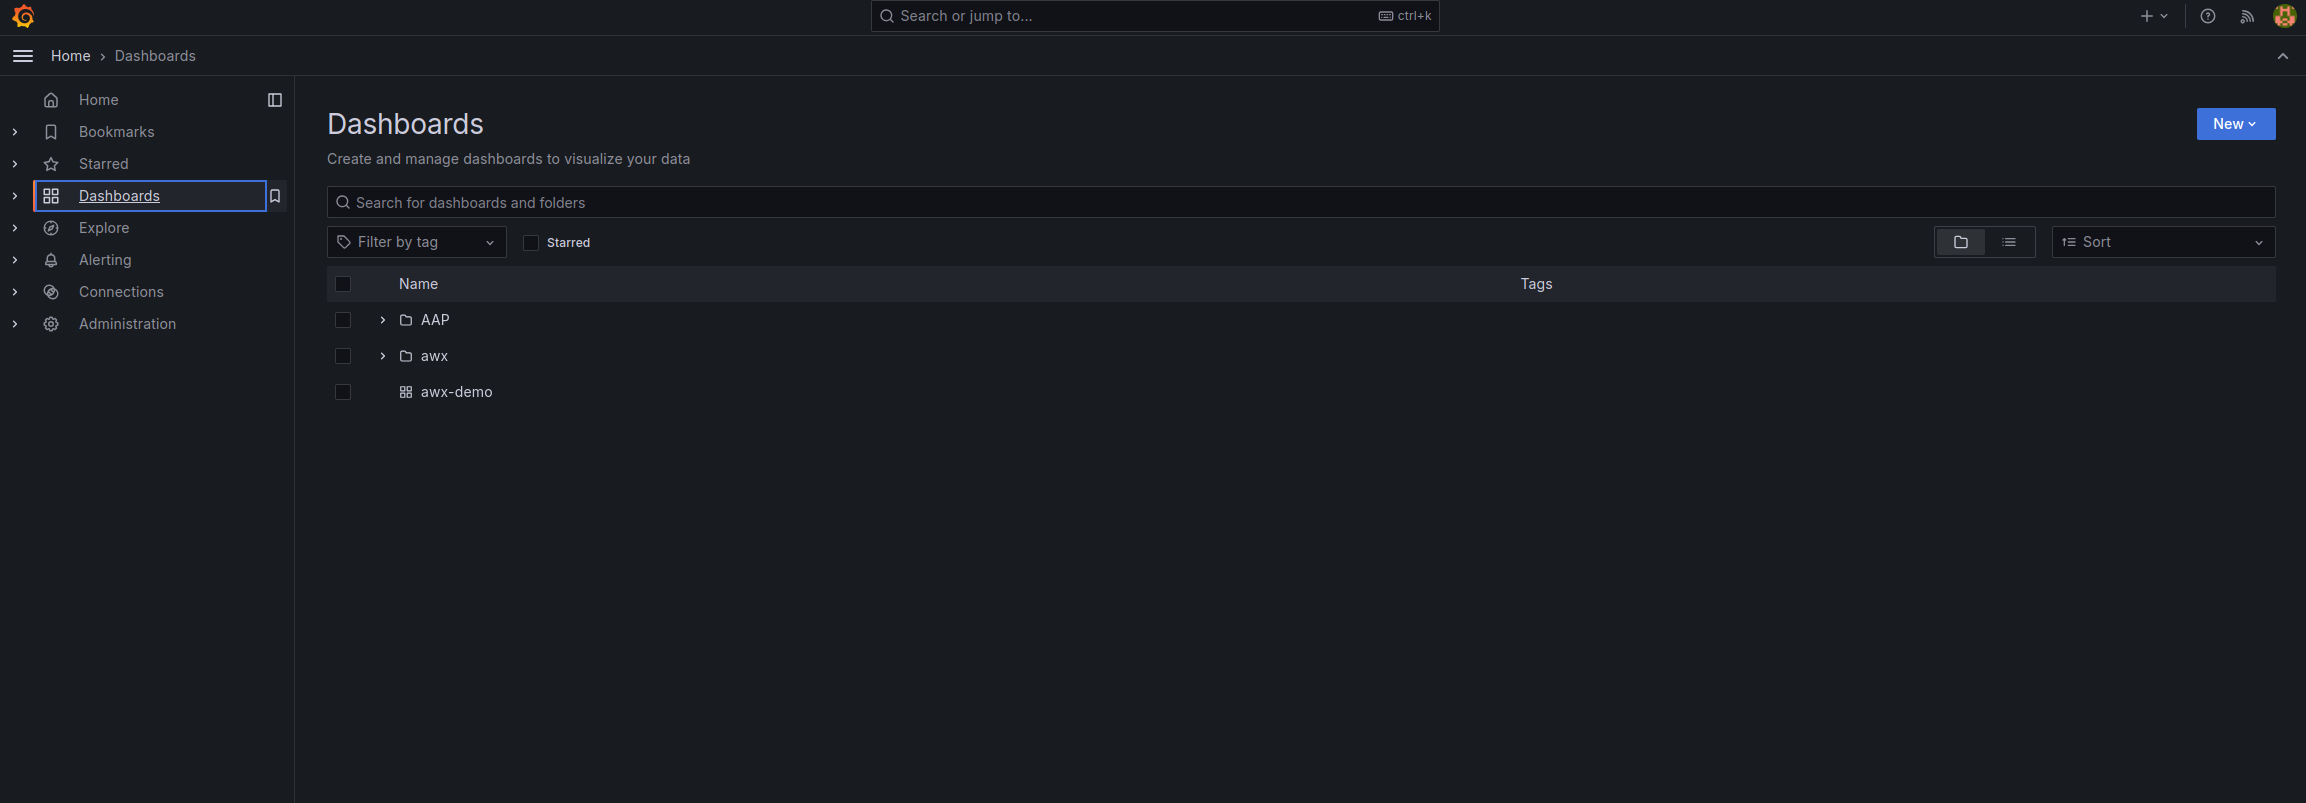 Search or jump to...
ctrl+k
Home
Dashboards
Home
Bookmarks
Starred
Dashboards
Explore
Alerting
Connections
Administration
Dashboards
New
Create and manage dashboards to visualize your data
Search for dashboards and folders
Filter by tag
Starred
Sort
Name
Tags
AAP
awx
awx-demo